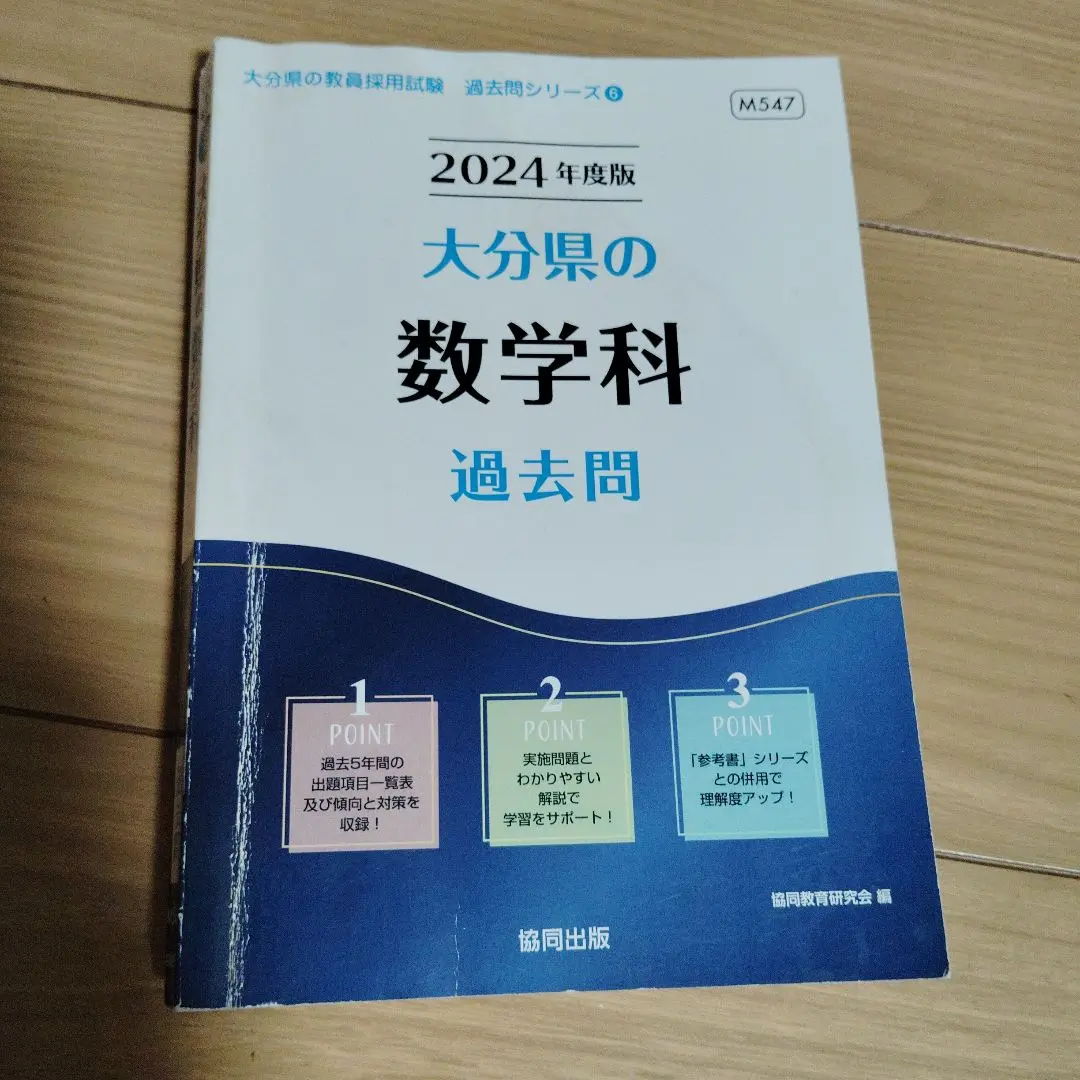 大分県の教員採用試験 過去問シリーズ❻
M547
2024年度版
大分県の
数学科
過去問
1
POINT
過去5年間の
出題項目一覧表
及び傾向と対策を
収録!
2
POINT
実施問題と
わかりやすい
解説で
学習をサポート!
3
POINT
「参考書」シリーズ
との併用で
理解度アップ!
協同教育研究会 編
協同出版